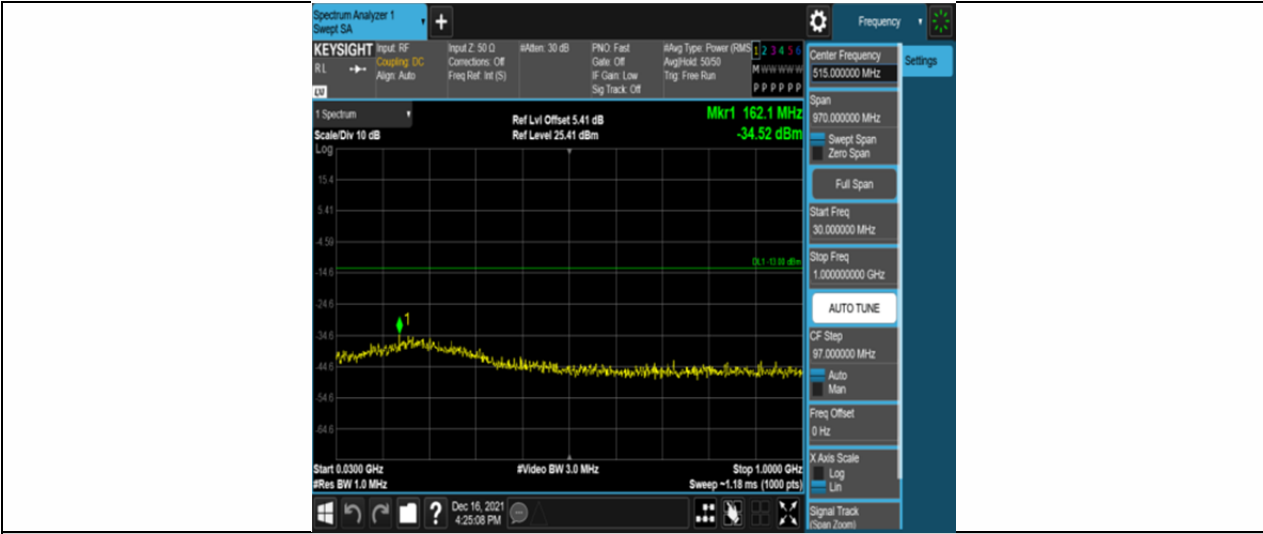 Spectrum Analyzer 1
Swept SA
Frequency
KEYSIGHT
RL
LV
Input: RF
Coupling: DC
Align: Auto
Input Z: 50 Ω
Corrections: Off
Freq Ref: Int (S)
#Atten: 30 dB
PNO: Fast
Gate: Off
IF Gain: Low
Sig Track: Off
#Avg Type: Power (RMS
Avg|Hold: 50/50
Trig: Free Run
1 2 3 4 5 6
M W W W W W
P P P P P P
1 Spectrum
Scale/Div 10 dB
Log
Ref Lvl Offset 5.41 dB
Ref Level 25.41 dBm
Mkr1 162.1 MHz
-34.52 dBm
15.4
5.41
-4.59
-14.6
-24.6
-34.6
-44.6
-54.6
-64.6
DL1 -13.00 dBm
1
Start 0.0300 GHz
#Res BW 1.0 MHz
#Video BW 3.0 MHz
Stop 1.0000 GHz
Sweep ~1.18 ms (1000 pts)
Dec 16, 2021
4:25:08 PM
Center Frequency
515.000000 MHz
Settings
Span
970.000000 MHz
Swept Span
Zero Span
Full Span
Start Freq
30.000000 MHz
Stop Freq
1.000000000 GHz
AUTO TUNE
CF Step
97.000000 MHz
Auto
Man
Freq Offset
0 Hz
X Axis Scale
Log
Lin
Signal Track
(Span Zoom)